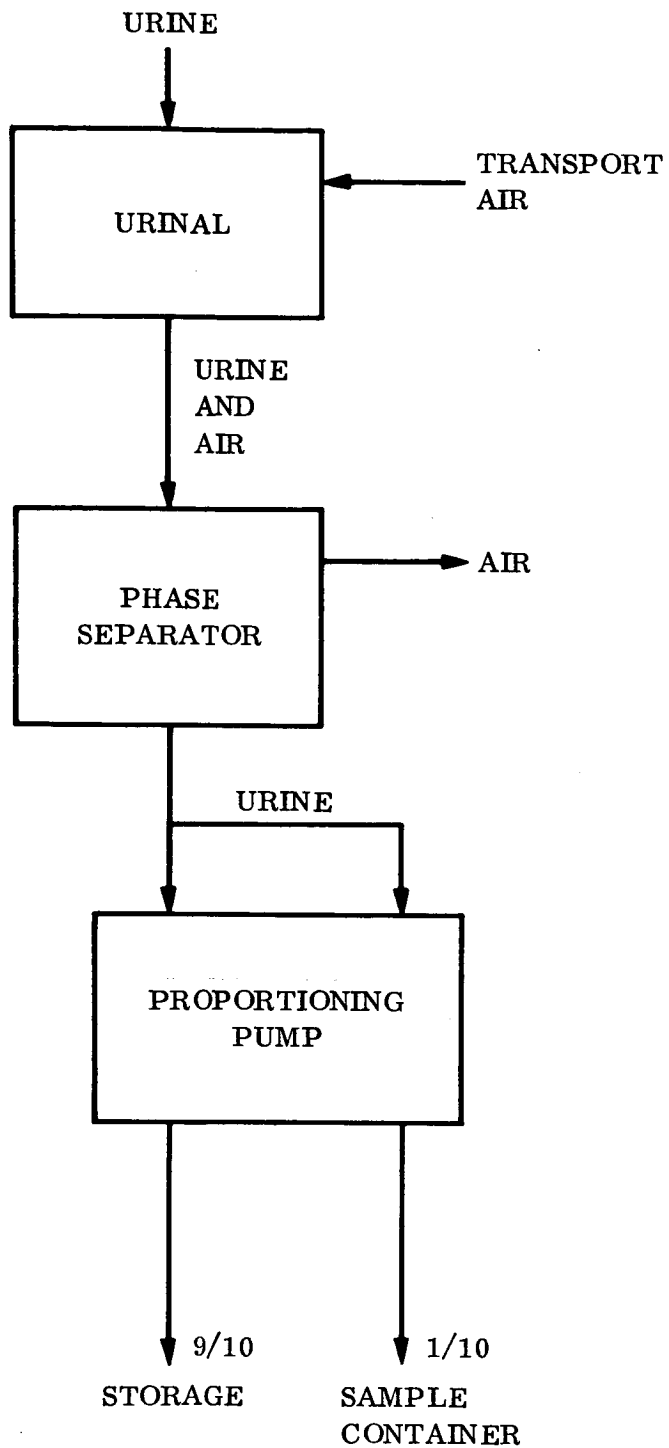 URINE
TRANSPORT
AIR
URINAL
URINE
AND
AIR
AIR
PHASE
SEPARATOR
URINE
PROPORTIONING
PUMP
9/10
1/10
STORAGE
SAMPLE
CONTAINER